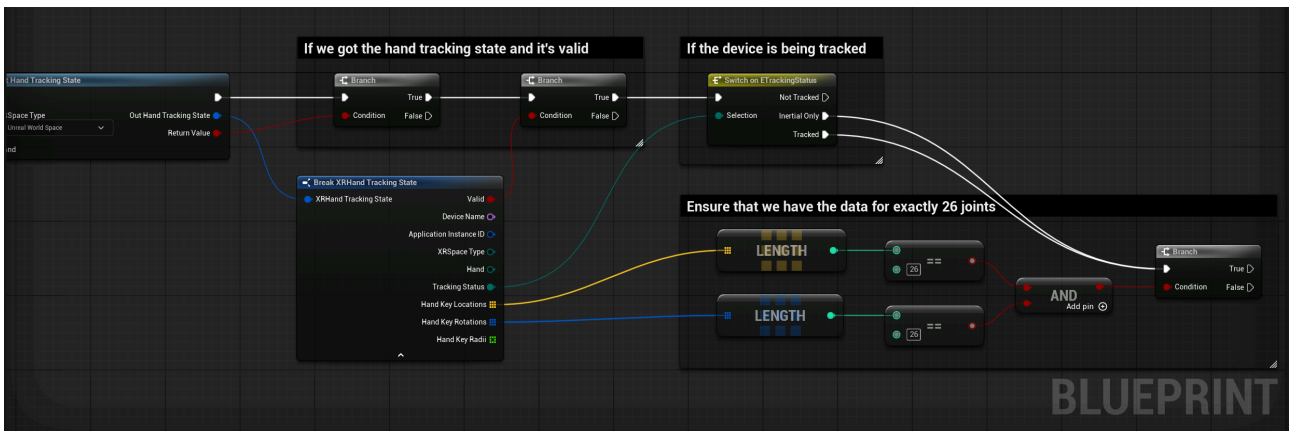 If we got the hand tracking state and it's valid
If the device is being tracked
Hand Tracking State
Space Type
Unreal World Space
Out Hand Tracking State
Return Value
Branch
Condition
True
False
Branch
Condition
True
False
Switch on ETrackingStatus
Selection
Not Tracked
Inertial Only
Tracked
Break XRHand Tracking State
XRHand Tracking State
Valid
Device Name
Application Instance ID
XRSpace Type
Hand
Tracking Status
Hand Key Locations
Hand Key Rotations
Hand Key Radii
Ensure that we have the data for exactly 26 joints
LENGTH
26
==
LENGTH
26
==
AND
Add pin
Branch
Condition
True
False
BLUEPRINT